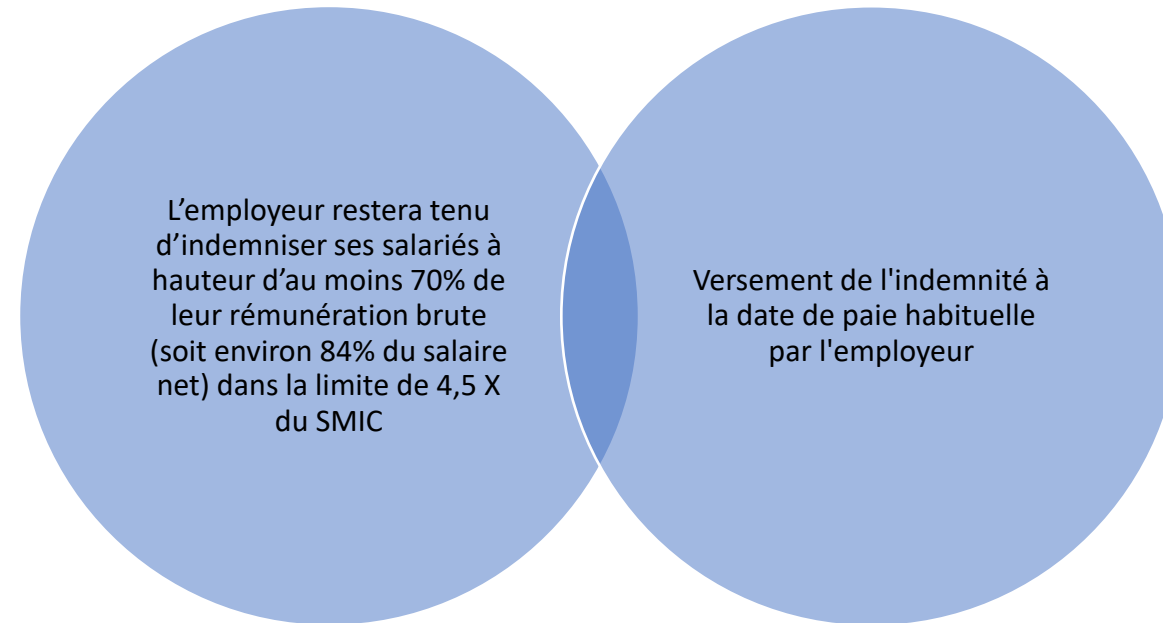 L’employeur restera tenu
d’indemniser ses salariés à
hauteur d’au moins 70% de
leur rémunération brute
(soit environ 84% du salaire
net) dans la limite de 4,5 X
du SMIC
Versement de l'indemnité à
la date de paie habituelle
par l'employeur